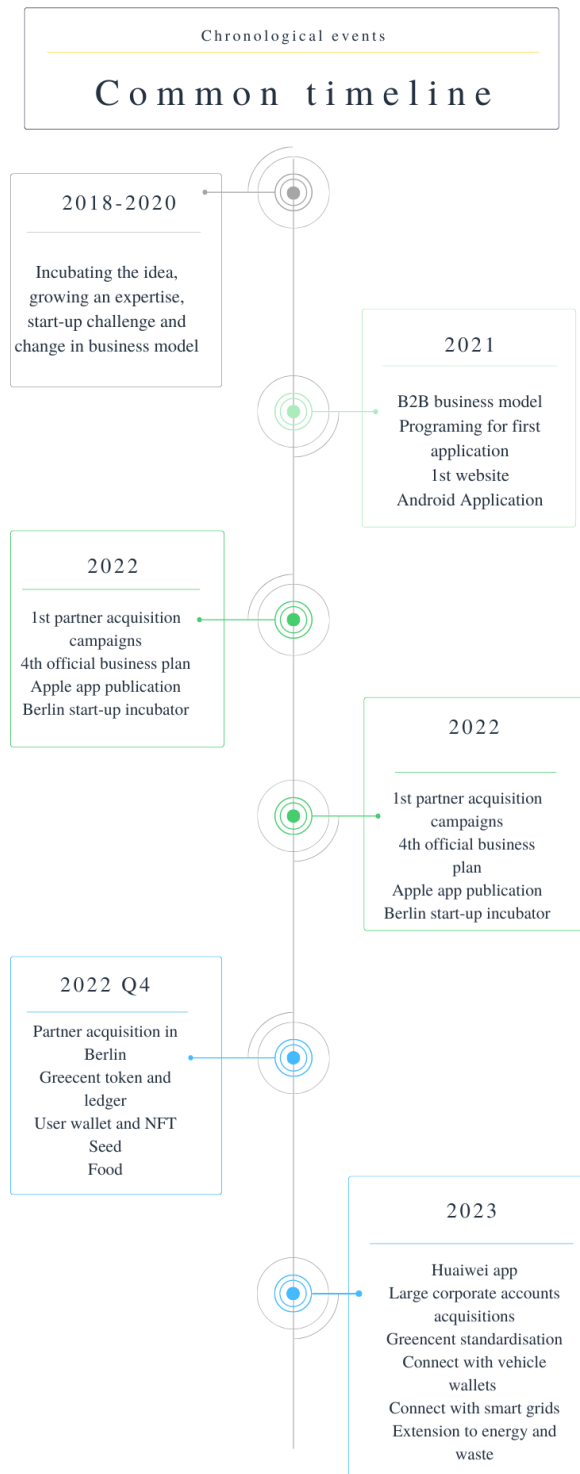 Chronological events
Common timeline
2018-2020
Incubating the idea,
growing an expertise,
start-up challenge and
change in business model
2021
B2B business model
Programing for first
application
1st website
Android Application
2022
1st partner acquisition
campaigns
4th official business plan
Apple app publication
Berlin start-up incubator
2022
1st partner acquisition
campaigns
4th official business
plan
Apple app publication
Berlin start-up incubator
2022 Q4
Partner acquisition in
Berlin
Greecent token and
ledger
User wallet and NFT
Seed
Food
2023
Huaiwei app
Large corporate accounts
acquisitions
Greencent standardisation
Connect with vehicle
wallets
Connect with smart grids
Extension to energy and
waste